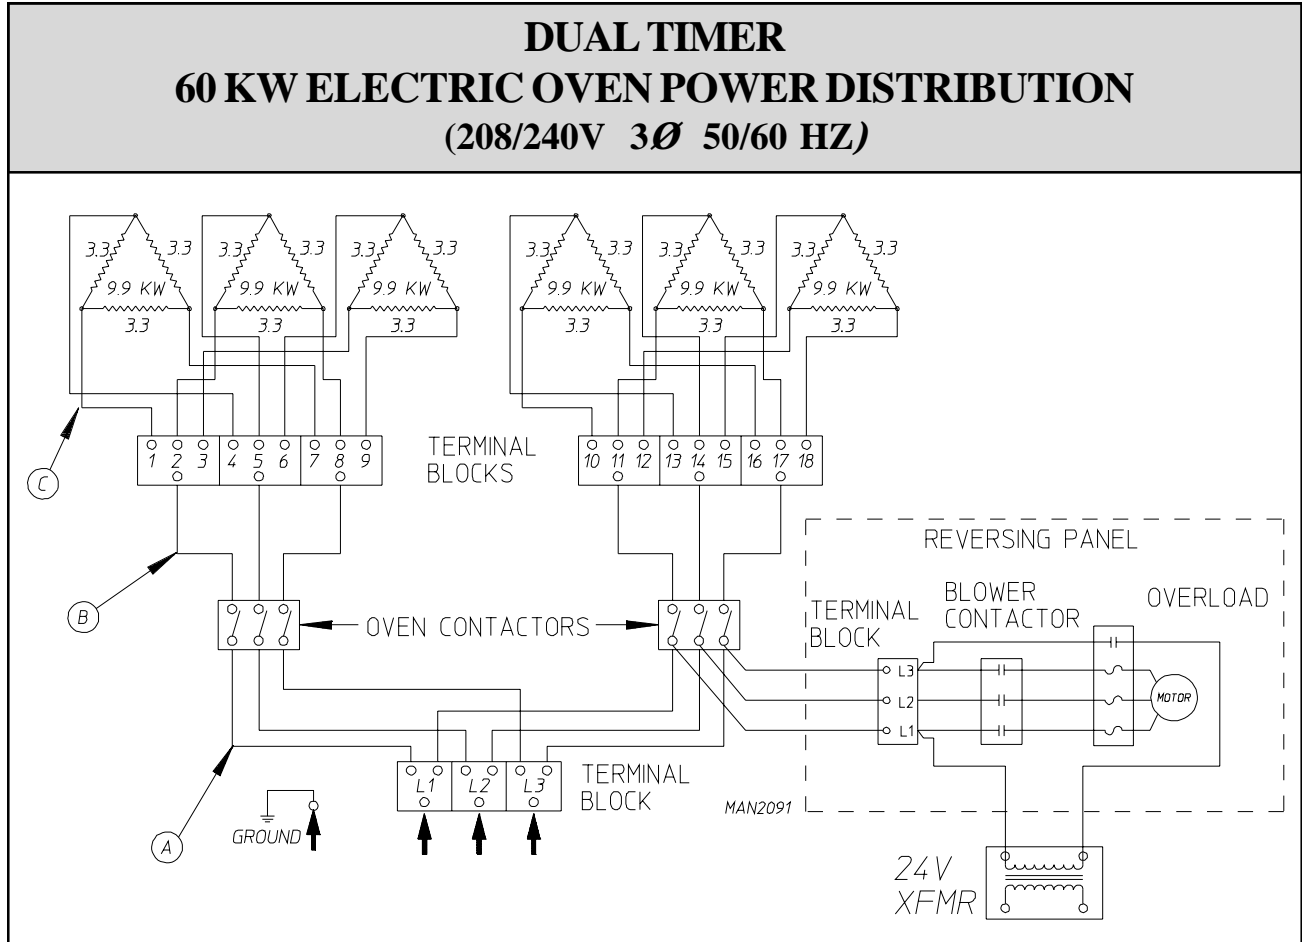 DUAL TIMER
60 KW ELECTRIC OVEN POWER DISTRIBUTION
(208/240V 3Ø 50/60 HZ)
3.3 3.3 3.3 3.3 3.3 3.3 3.3 3.3 3.3 3.3 3.3 3.3
9.9 KW 9.9 KW 9.9 KW 9.9 KW 9.9 KW 9.9 KW
3.3 3.3 3.3 3.3 3.3 3.3
TERMINAL
BLOCKS
1 2 3 4 5 6 7 8 9
10 11 12 13 14 15 16 17 18
C
B
OVEN CONTACTORS
REVERSING PANEL
TERMINAL
BLOCK
BLOWER
CONTACTOR
OVERLOAD
L3
L2
L1
MOTOR
L1 L2 L3
TERMINAL
BLOCK
MAN2091
GROUND
A
24V
XFMR